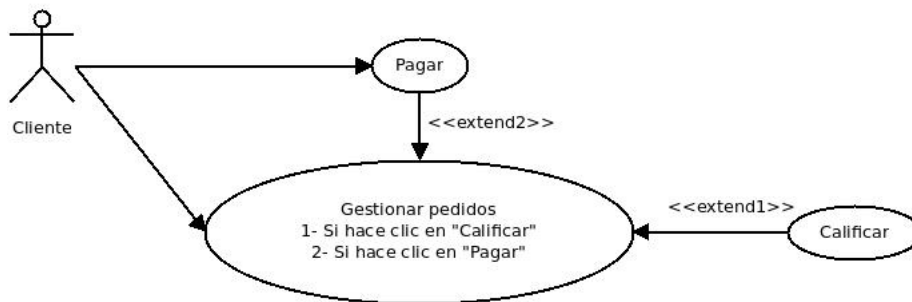 Pagar
Cliente
<<extend2>>
Gestionar pedidos
1- Si hace clic en "Calificar"
2- Si hace clic en "Pagar"
<<extend1>>
Calificar